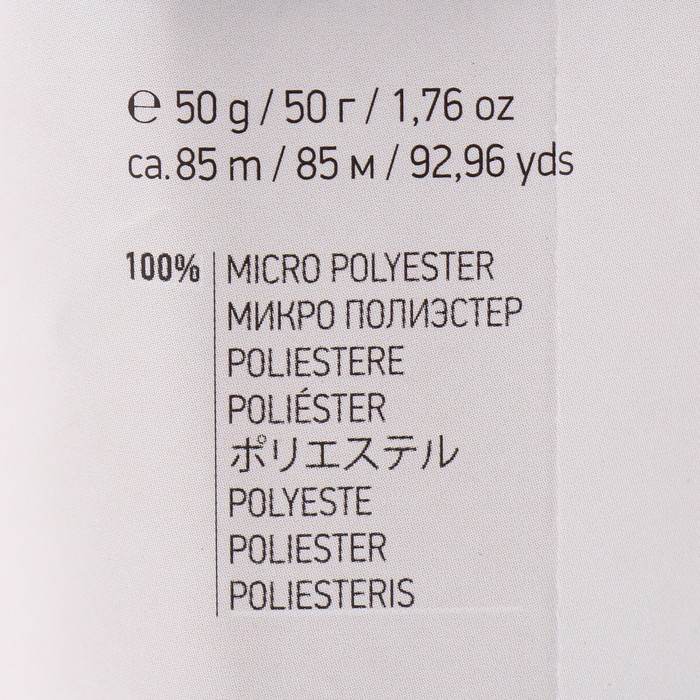 ℮ 50 g / 50 г / 1,76 oz
ca. 85 m / 85 м / 92,96 yds
100% MICRO POLYESTER
МИКРО ПОЛИЭСТЕР
POLIESTERE
POLIÉSTER
ポリエステル
POLYESTE
POLIESTER
POLIESTERIS